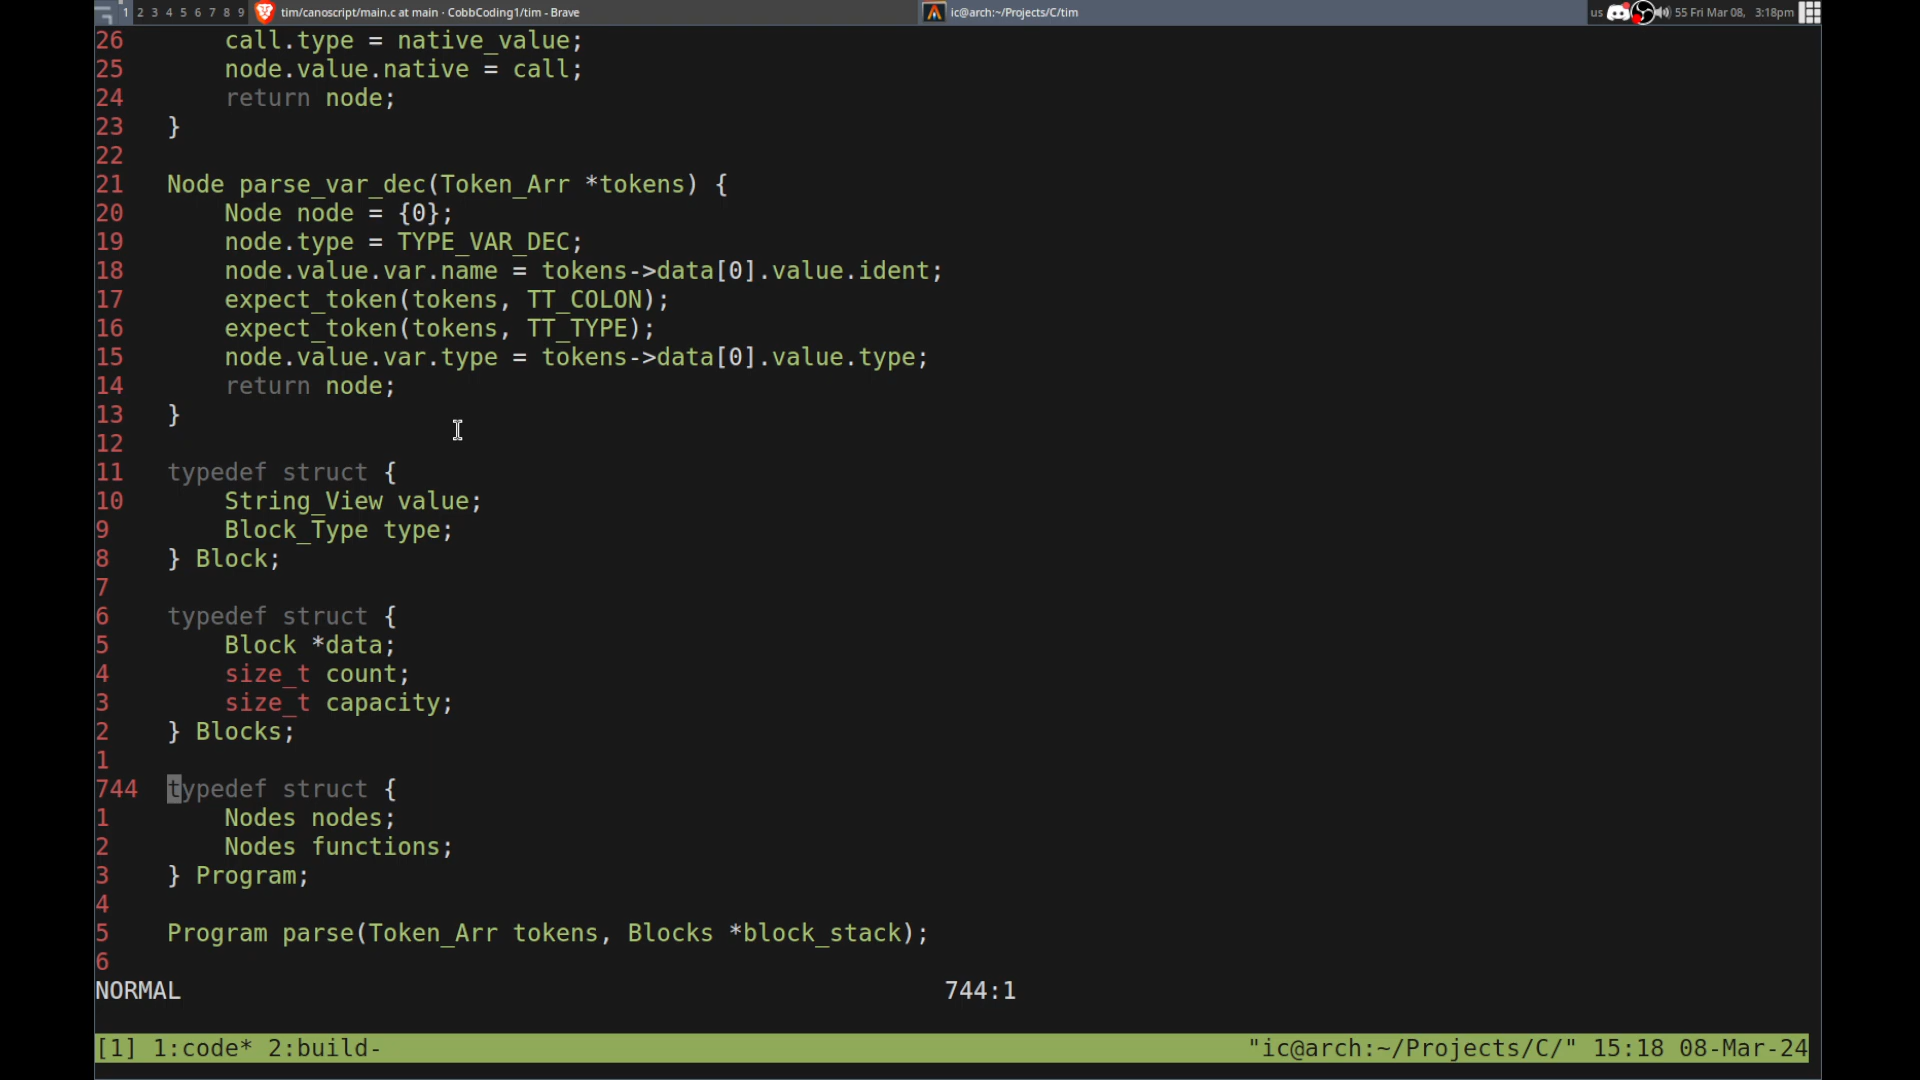 1 2 3 4 5 6 7 8 9 tim/canoscript/main.c at main · CobbCoding1/tim - Brave ic@arch:~/Projects/C/tim us 55 Fri Mar 08, 3:18pm
26 call.type = native_value;
25 node.value.native = call;
24 return node;
23 }
22
21 Node parse_var_dec(Token_Arr *tokens) {
20 Node node = {0};
19 node.type = TYPE_VAR_DEC;
18 node.value.var.name = tokens->data[0].value.ident;
17 expect_token(tokens, TT_COLON);
16 expect_token(tokens, TT_TYPE);
15 node.value.var.type = tokens->data[0].value.type;
14 return node;
13 }
12
11 typedef struct {
10 String_View value;
9 Block_Type type;
8 } Block;
7
6 typedef struct {
5 Block *data;
4 size_t count;
3 size_t capacity;
2 } Blocks;
1
744 typedef struct {
1 Nodes nodes;
2 Nodes functions;
3 } Program;
4
5 Program parse(Token_Arr tokens, Blocks *block_stack);
6
NORMAL 744:1
[1] 1:code* 2:build- "ic@arch:~/Projects/C/" 15:18 08-Mar-24